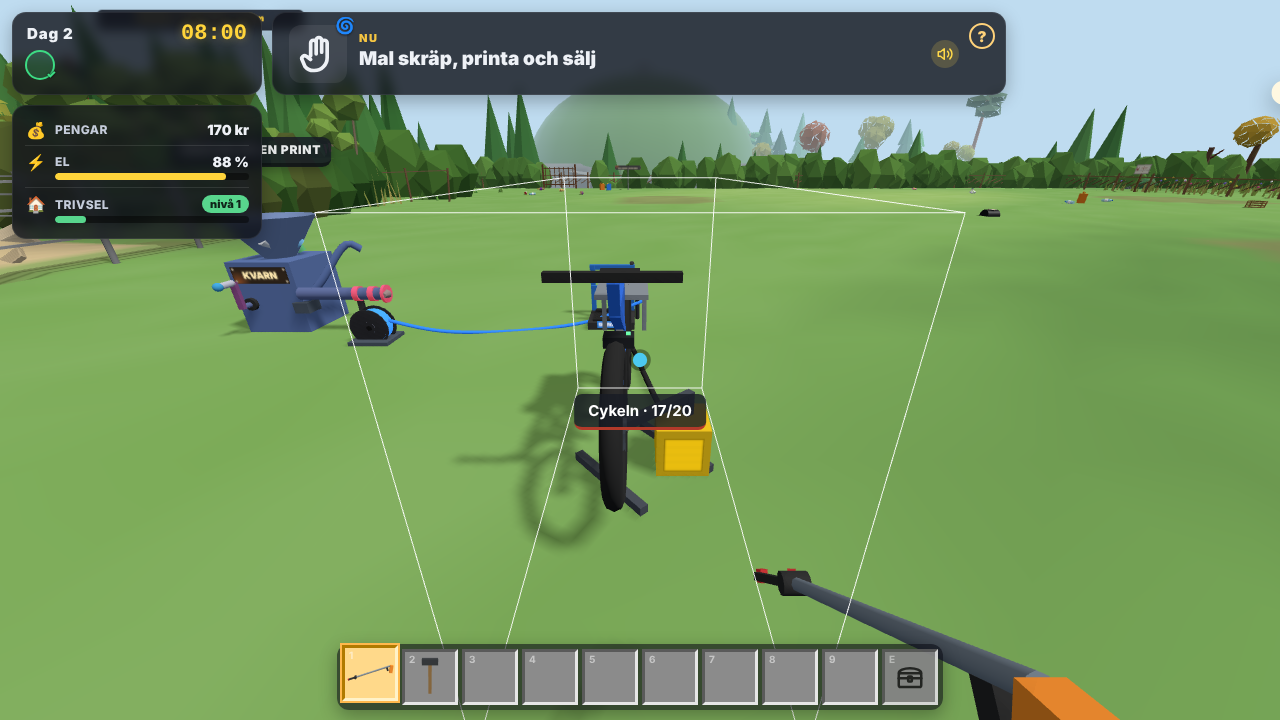 Dag 2
08:00
NU
Mal skräp, printa och sälj
?
PENGAR
170 kr
EL
88 %
TRIVSEL
nivå 1
EN PRINT
KVARN
Cykeln · 17/20
1
2
3
4
5
6
7
8
9
E